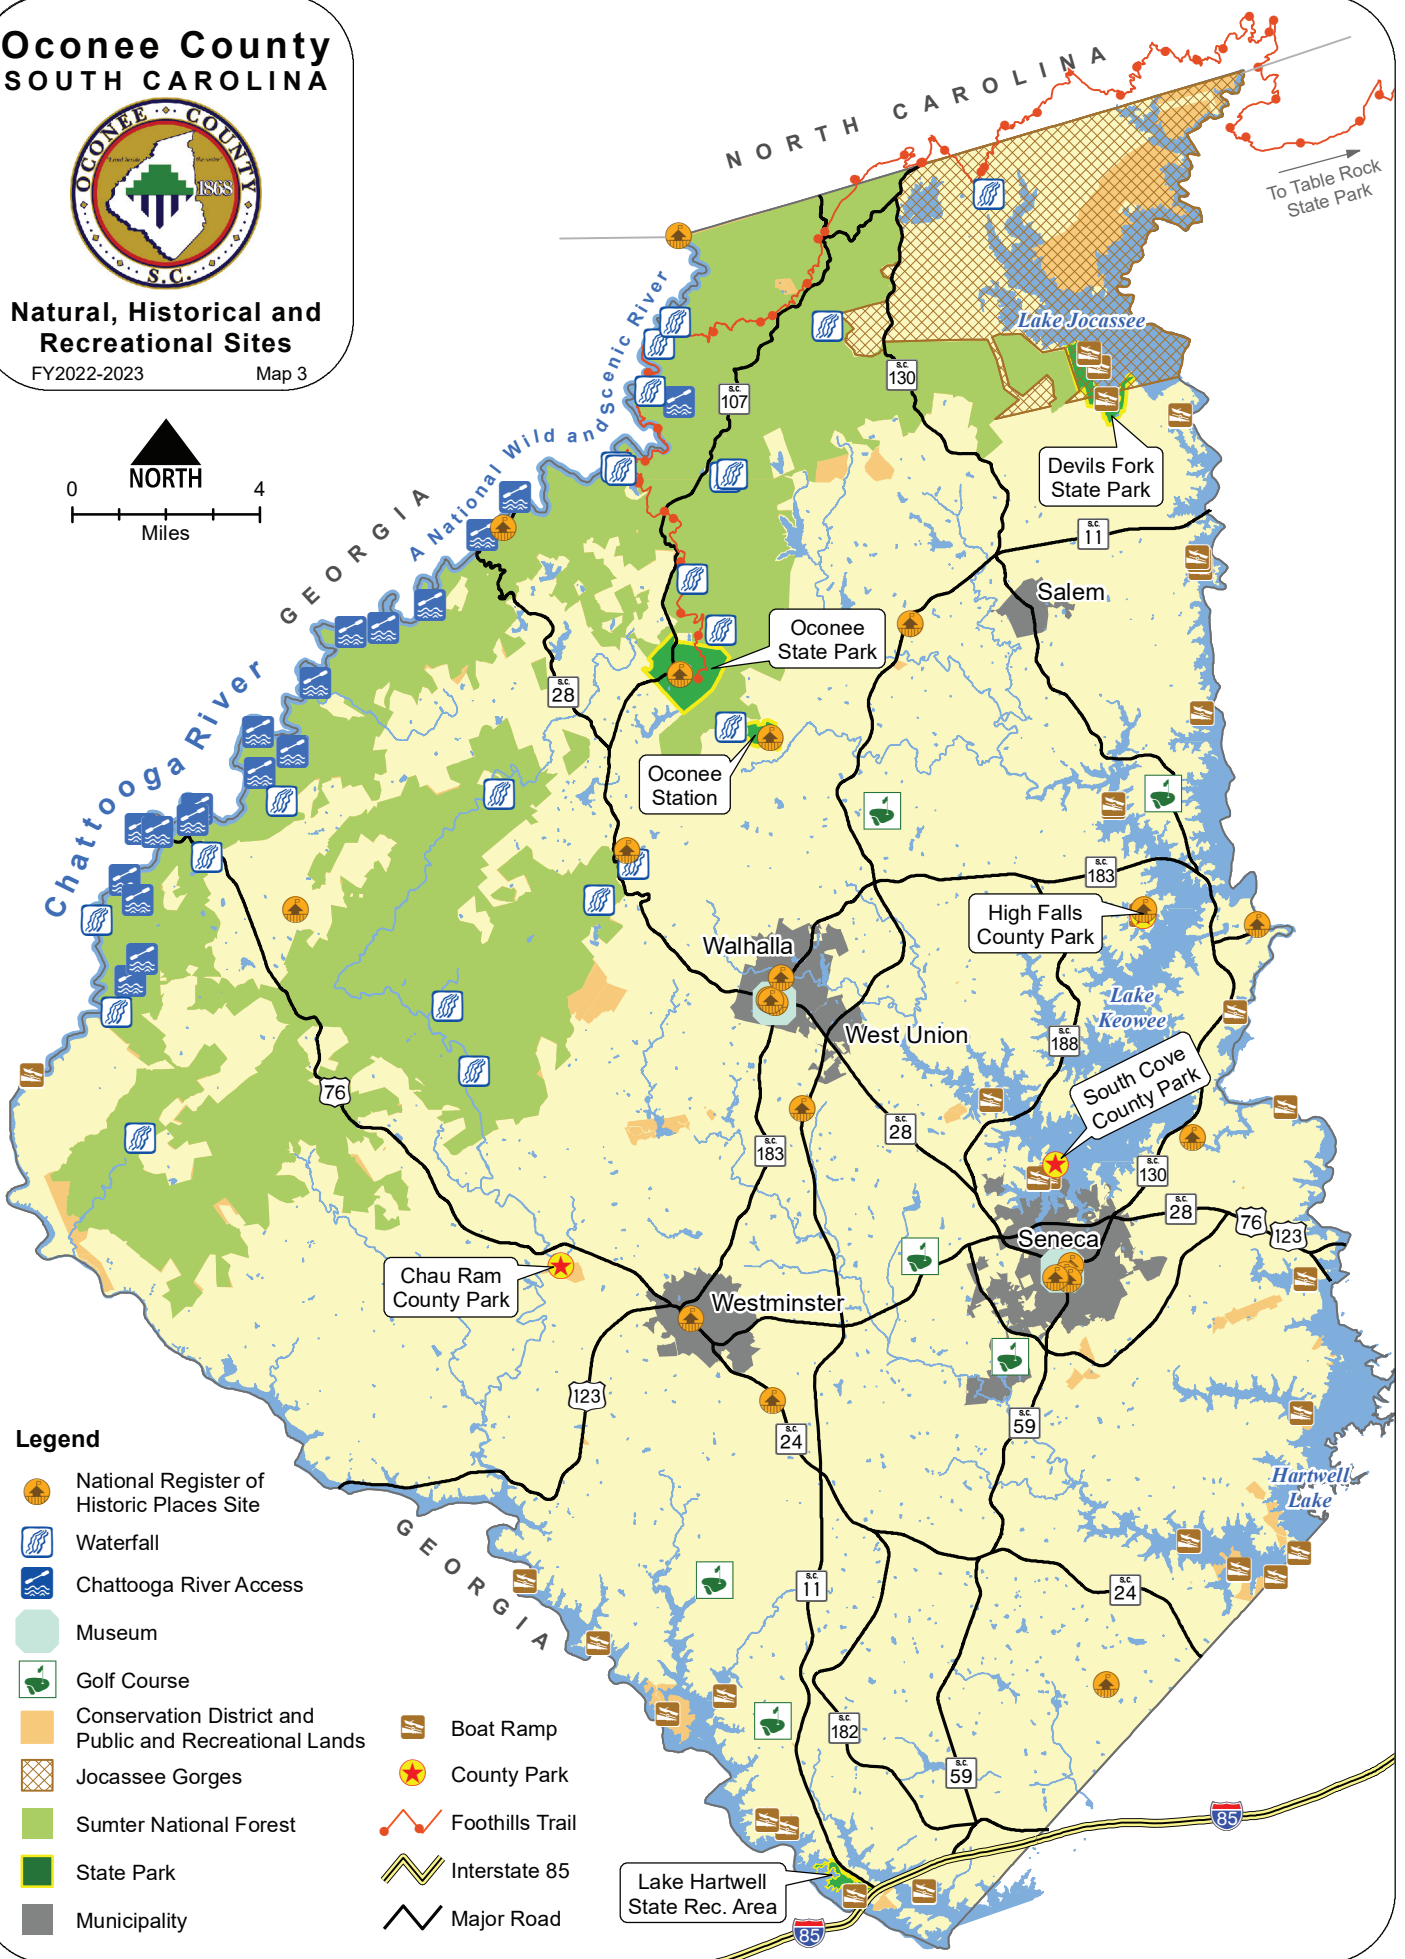 Oconee County
SOUTH CAROLINA
OCONEE COUNTY
1868
S.C.
Natural, Historical and
Recreational Sites
FY2022-2023 Map 3
NORTH
0 4
Miles
NORTH CAROLINA
To Table Rock
State Park
Lake Jocassee
A National Wild and Scenic River
S.C. 107
S.C. 130
Devils Fork
State Park
S.C. 11
GEORGIA
Salem
Oconee
State Park
S.C. 28
Chattooga River
Oconee
Station
S.C. 183
High Falls
County Park
Walhalla
Lake
Keowee
West Union
S.C. 188
South Cove
County Park
76
S.C. 28
S.C. 183
S.C. 130
S.C. 28
76
123
Seneca
Chau Ram
County Park
Westminster
123
S.C. 24
S.C. 59
Hartwell
Lake
GEORGIA
S.C. 11
S.C. 24
S.C. 182
S.C. 59
85
Lake Hartwell
State Rec. Area
85
Legend
National Register of
Historic Places Site
Waterfall
Chattooga River Access
Museum
Golf Course
Conservation District and
Public and Recreational Lands
Jocassee Gorges
Sumter National Forest
State Park
Municipality
Boat Ramp
County Park
Foothills Trail
Interstate 85
Major Road